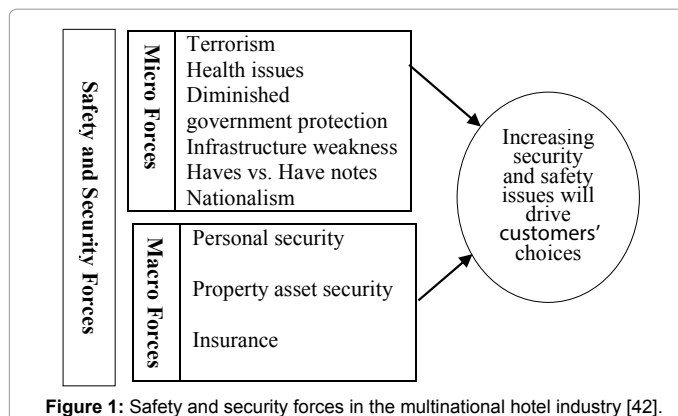 Safety and Security Forces
Micro Forces
Terrorism
Health issues
Diminished
government protection
Infrastructure weakness
Haves vs. Have notes
Nationalism
Macro Forces
Personal security
Property asset security
Insurance
Increasing
security
and safety
issues will
drive
customers’
choices
Figure 1: Safety and security forces in the multinational hotel industry [42].